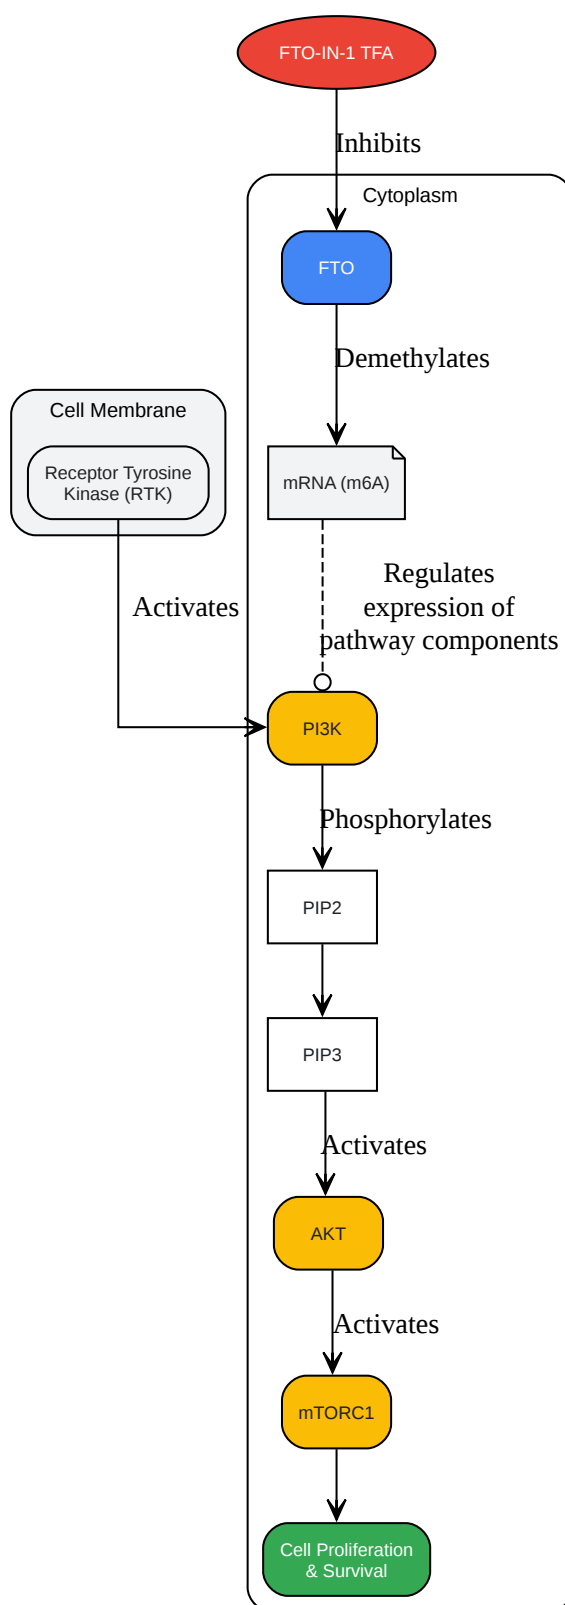 FTO-IN-1 TFA
Inhibits
Cytoplasm
FTO
Demethylates
Cell Membrane
Receptor Tyrosine
Kinase (RTK)
mRNA (m6A)
Activates
Regulates
expression of
pathway components
PI3K
Phosphorylates
PIP2
PIP3
Activates
AKT
Activates
mTORC1
Cell Proliferation
& Survival